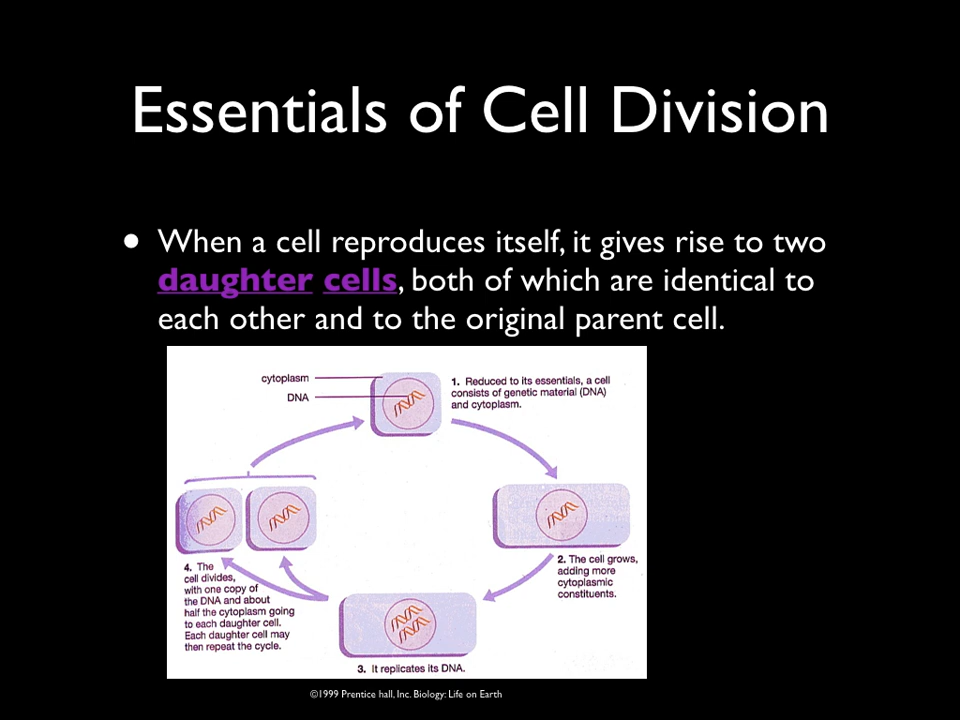 Essentials of Cell Division
• When a cell reproduces itself, it gives rise to two
daughter cells, both of which are identical to
each other and to the original parent cell.
cytoplasm
DNA
1. Reduced to its essentials, a cell
consists of genetic material (DNA)
and cytoplasm.
2. The cell grows,
adding more
cytoplasmic
constituents.
4. The
cell divides,
with one copy of
the DNA and about
half the cytoplasm going
to each daughter cell.
Each daughter cell may
then repeat the cycle.
3. It replicates its DNA.
©1999 Prentice hall, Inc. Biology: Life on Earth